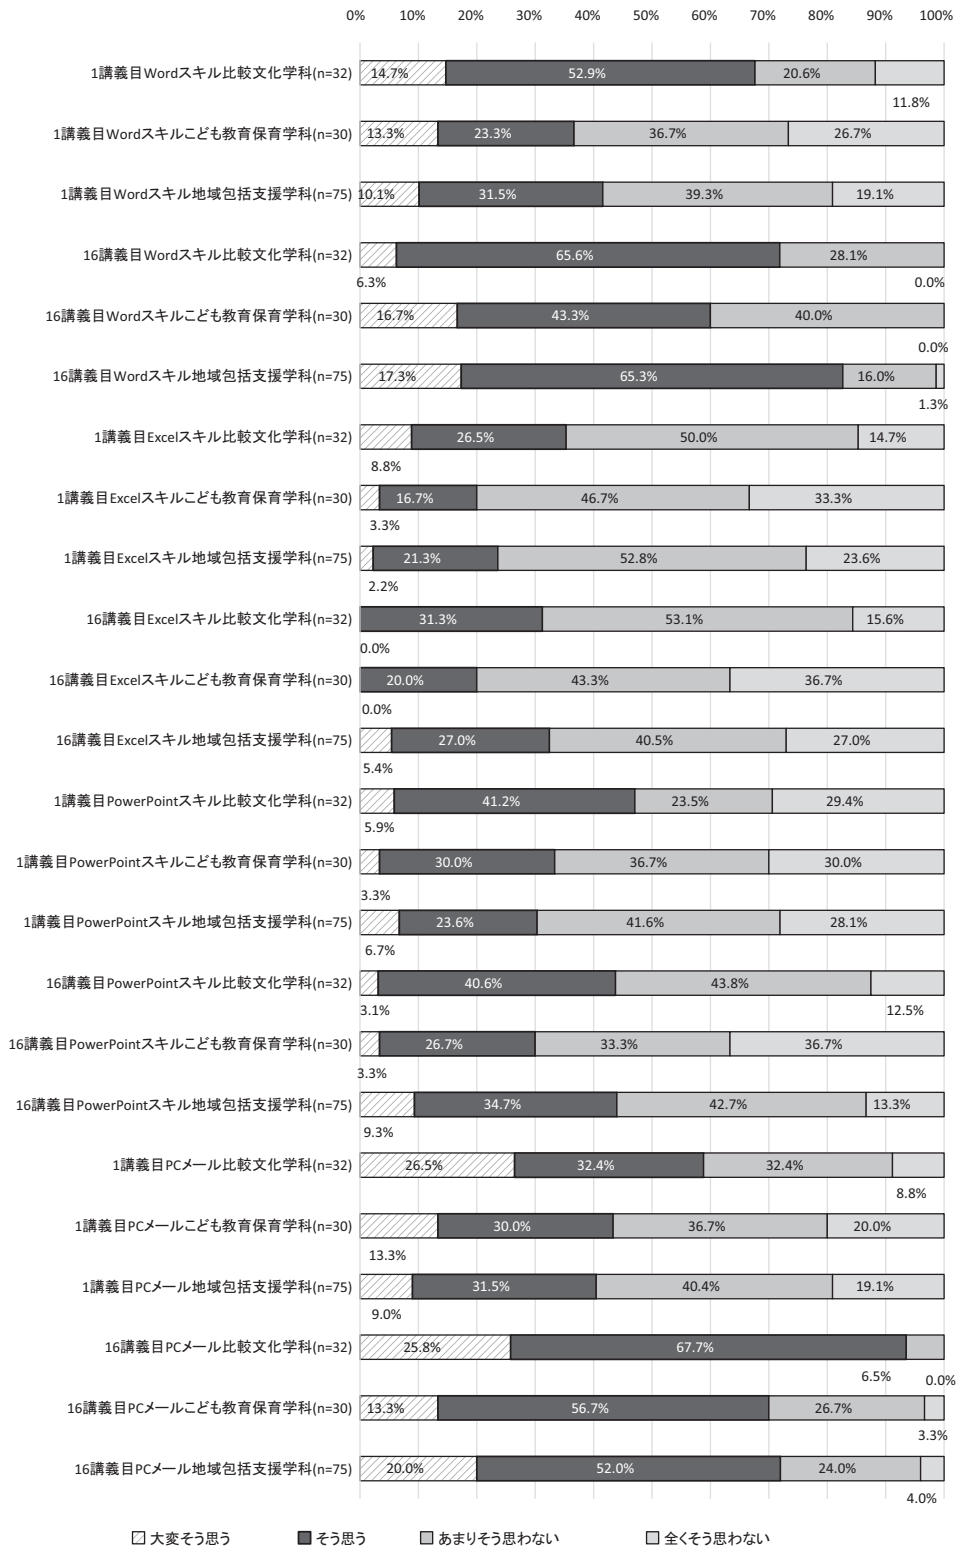 0% 10% 20% 30% 40% 50% 60% 70% 80% 90% 100%
1講義目Wordスキル比較文化学科(n=32) 14.7% 52.9% 20.6%
11.8%
1講義目Wordスキルこども教育保育学科(n=30) 13.3% 23.3% 36.7% 26.7%
1講義目Wordスキル地域包括支援学科(n=75) 10.1% 31.5% 39.3% 19.1%
16講義目Wordスキル比較文化学科(n=32) 65.6% 28.1%
6.3% 0.0%
16講義目Wordスキルこども教育保育学科(n=30) 16.7% 43.3% 40.0%
0.0%
16講義目Wordスキル地域包括支援学科(n=75) 17.3% 65.3% 16.0%
1.3%
1講義目Excelスキル比較文化学科(n=32) 26.5% 50.0% 14.7%
8.8%
1講義目Excelスキルこども教育保育学科(n=30) 16.7% 46.7% 33.3%
3.3%
1講義目Excelスキル地域包括支援学科(n=75) 21.3% 52.8% 23.6%
2.2%
16講義目Excelスキル比較文化学科(n=32) 31.3% 53.1% 15.6%
0.0%
16講義目Excelスキルこども教育保育学科(n=30) 20.0% 43.3% 36.7%
0.0%
16講義目Excelスキル地域包括支援学科(n=75) 27.0% 40.5% 27.0%
5.4%
1講義目PowerPointスキル比較文化学科(n=32) 41.2% 23.5% 29.4%
5.9%
1講義目PowerPointスキルこども教育保育学科(n=30) 30.0% 36.7% 30.0%
3.3%
1講義目PowerPointスキル地域包括支援学科(n=75) 23.6% 41.6% 28.1%
6.7%
16講義目PowerPointスキル比較文化学科(n=32) 40.6% 43.8%
3.1% 12.5%
16講義目PowerPointスキルこども教育保育学科(n=30) 26.7% 33.3% 36.7%
3.3%
16講義目PowerPointスキル地域包括支援学科(n=75) 34.7% 42.7% 13.3%
9.3%
1講義目PCメール比較文化学科(n=32) 26.5% 32.4% 32.4%
8.8%
1講義目PCメールこども教育保育学科(n=30) 30.0% 36.7% 20.0%
13.3%
1講義目PCメール地域包括支援学科(n=75) 31.5% 40.4% 19.1%
9.0%
16講義目PCメール比較文化学科(n=32) 25.8% 67.7%
6.5% 0.0%
16講義目PCメールこども教育保育学科(n=30) 13.3% 56.7% 26.7%
3.3%
16講義目PCメール地域包括支援学科(n=75) 20.0% 52.0% 24.0%
4.0%
大変そう思う そう思う あまりそう思わない 全くそう思わない